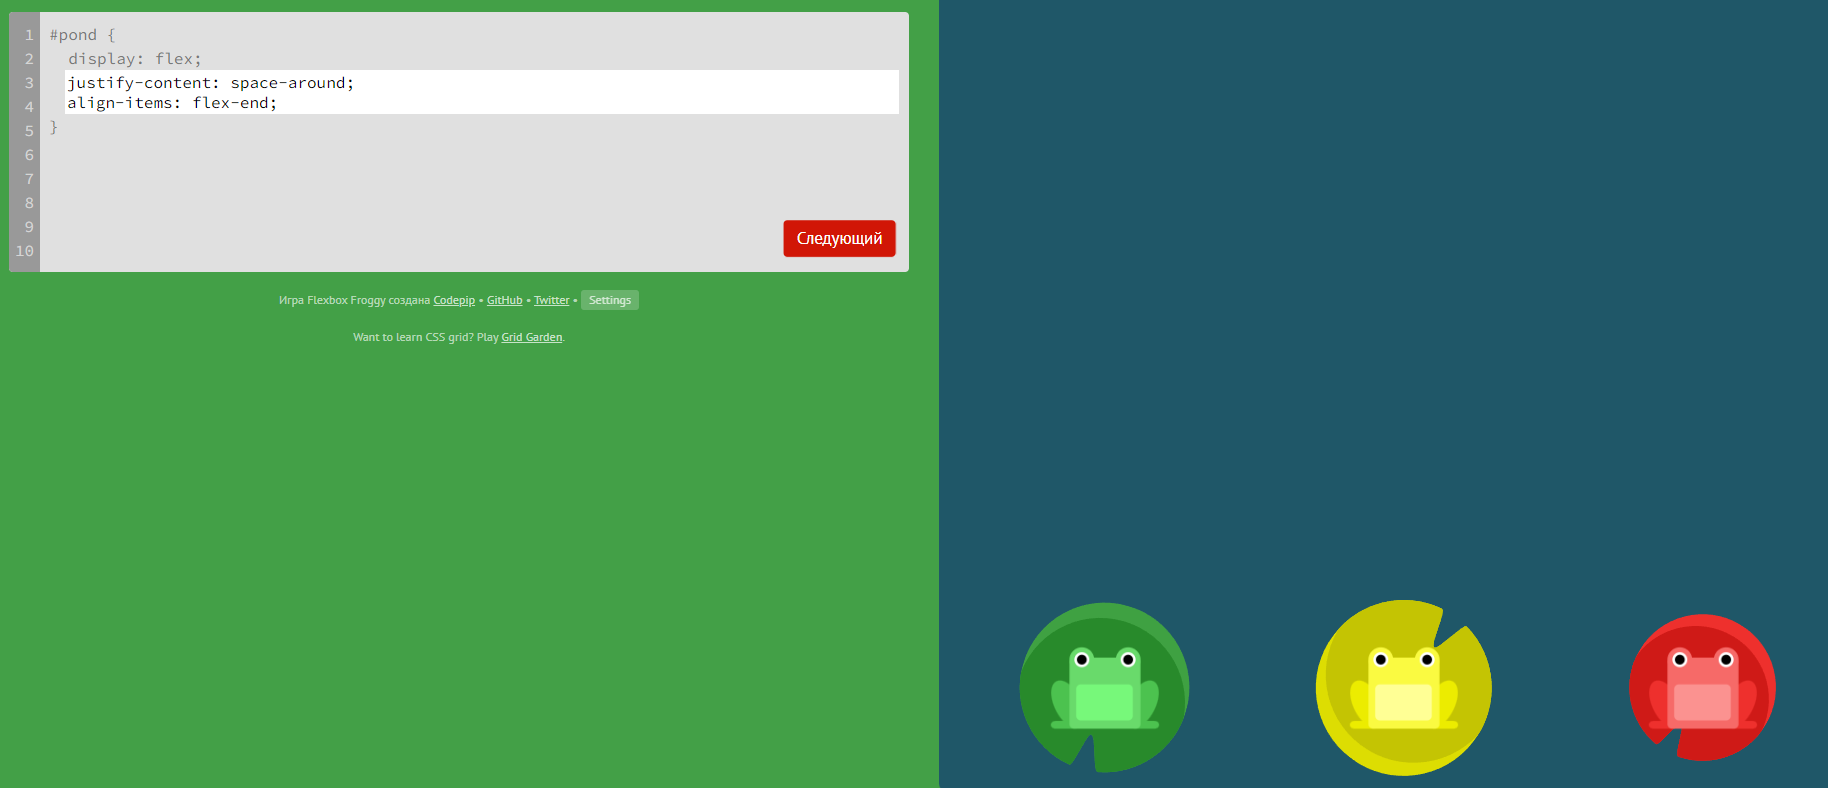 1 #pond {
2 display: flex;
3 justify-content: space-around;
4 align-items: flex-end;
5 }
6
7
8
9
10
Следующий
Игра Flexbox Froggy создана Codepip • GitHub • Twitter • Settings
Want to learn CSS grid? Play Grid Garden.